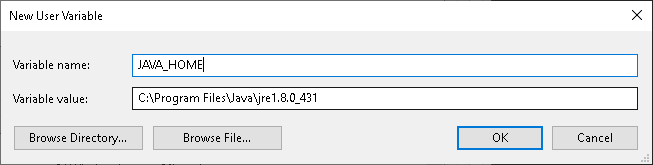 New User Variable
Variable name: JAVA_HOME
Variable value: C:\Program Files\Java\jre1.8.0_431
Browse Directory... Browse File... OK Cancel